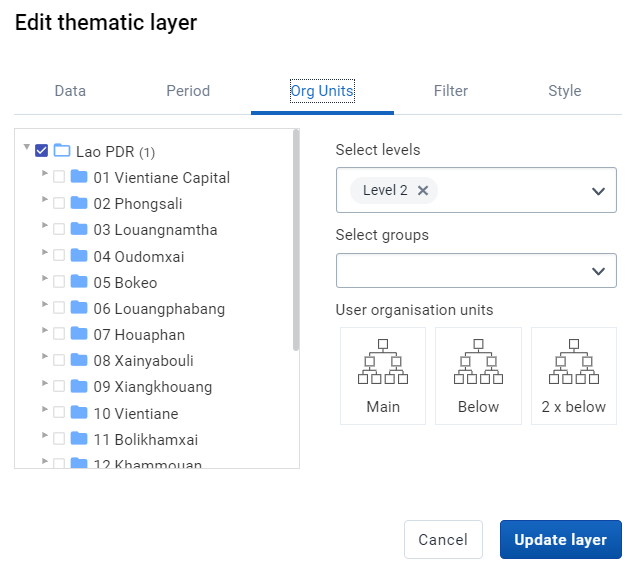 Edit thematic layer
Data Period Org Units Filter Style
Lao PDR (1)
01 Vientiane Capital
02 Phongsali
03 Louangnamtha
04 Oudomxai
05 Bokeo
06 Louangphabang
07 Houaphan
08 Xainyabouli
09 Xiangkhouang
10 Vientiane
11 Bolikhamxai
12 Khammouan
Select levels
Level 2
Select groups
User organisation units
Main Below 2 x below
Cancel Update layer